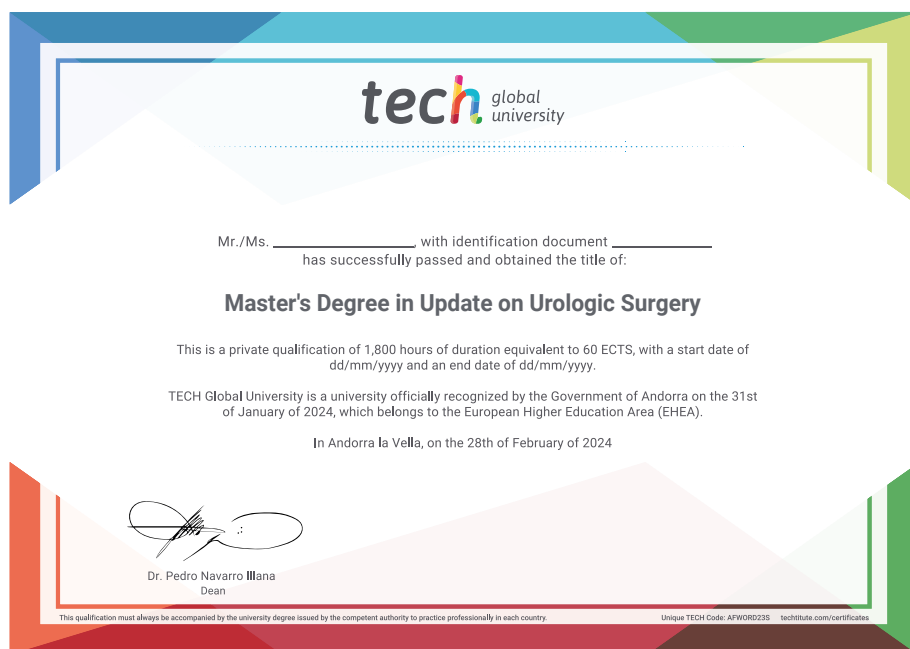 tech global university
Mr./Ms. ____________, with identification document ____________
has successfully passed and obtained the title of:
Master's Degree in Update on Urologic Surgery
This is a private qualification of 1,800 hours of duration equivalent to 60 ECTS, with a start date of
dd/mm/yyyy and an end date of dd/mm/yyyy.
TECH Global University is a university officially recognized by the Government of Andorra on the 31st
of January of 2024, which belongs to the European Higher Education Area (EHEA).
In Andorra la Vella, on the 28th of February of 2024
Dr. Pedro Navarro Illana
Dean
This qualification must always be accompanied by the university degree issued by the competent authority to practice professionally in each country. Unique TECH Code: AFWORD23S techtitute.com/certificates